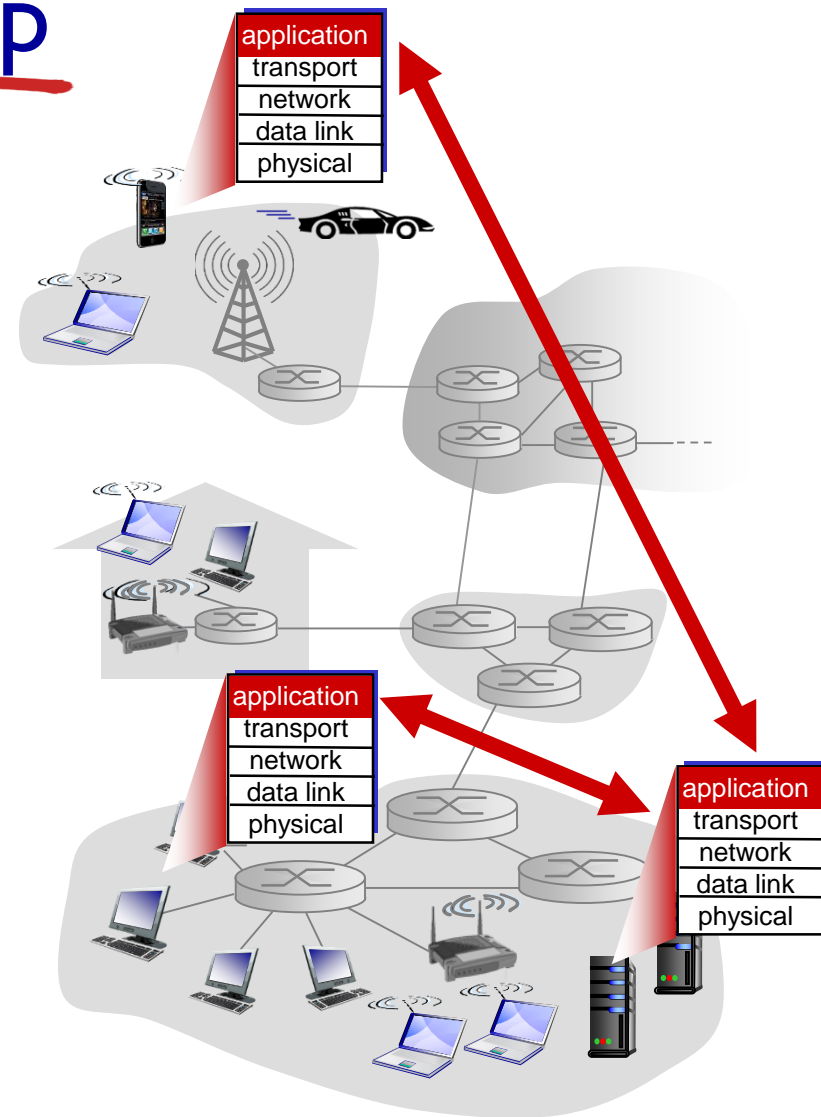 p
application
transport
network
data link
physical
application
transport
network
data link
physical
application
transport
network
data link
physical